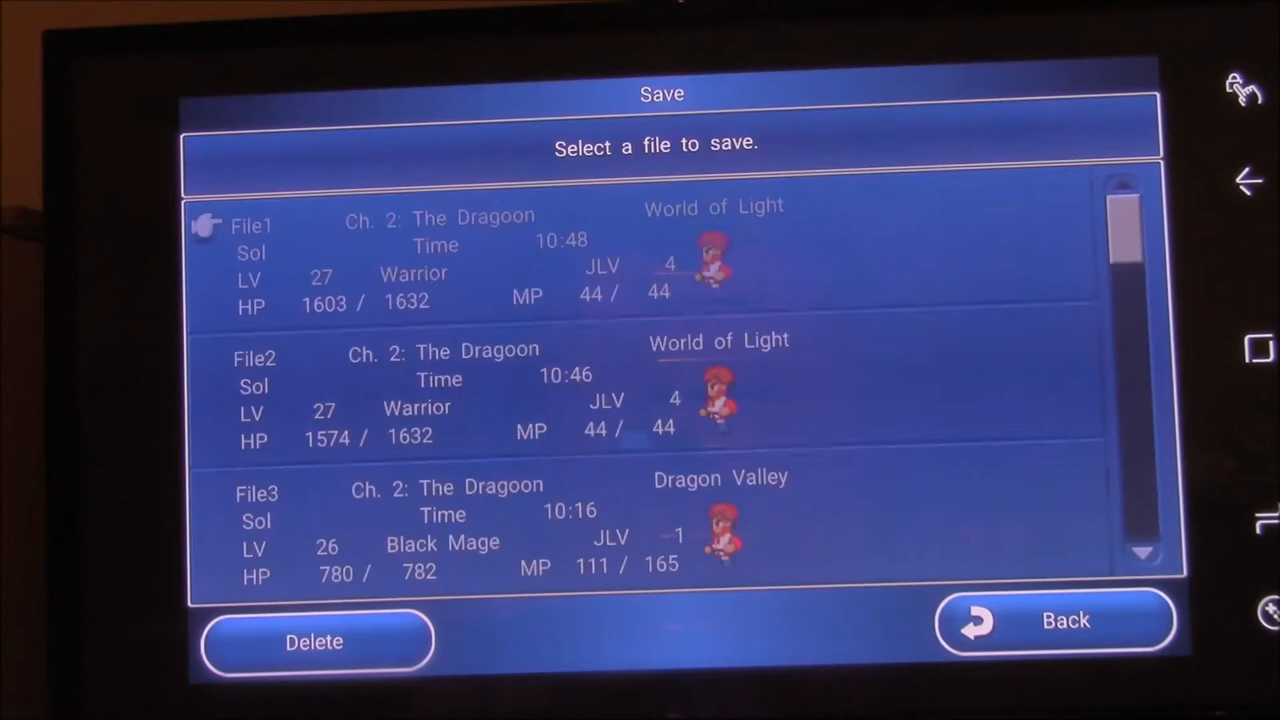 Save
Select a file to save.
File1 Ch. 2: The Dragoon World of Light
Sol Time 10:48
LV 27 Warrior JLV 4
HP 1603 / 1632 MP 44 / 44
File2 Ch. 2: The Dragoon World of Light
Sol Time 10:46
LV 27 Warrior JLV 4
HP 1574 / 1632 MP 44 / 44
File3 Ch. 2: The Dragoon Dragon Valley
Sol Time 10:16
LV 26 Black Mage JLV 1
HP 780 / 782 MP 111 / 165
Delete Back